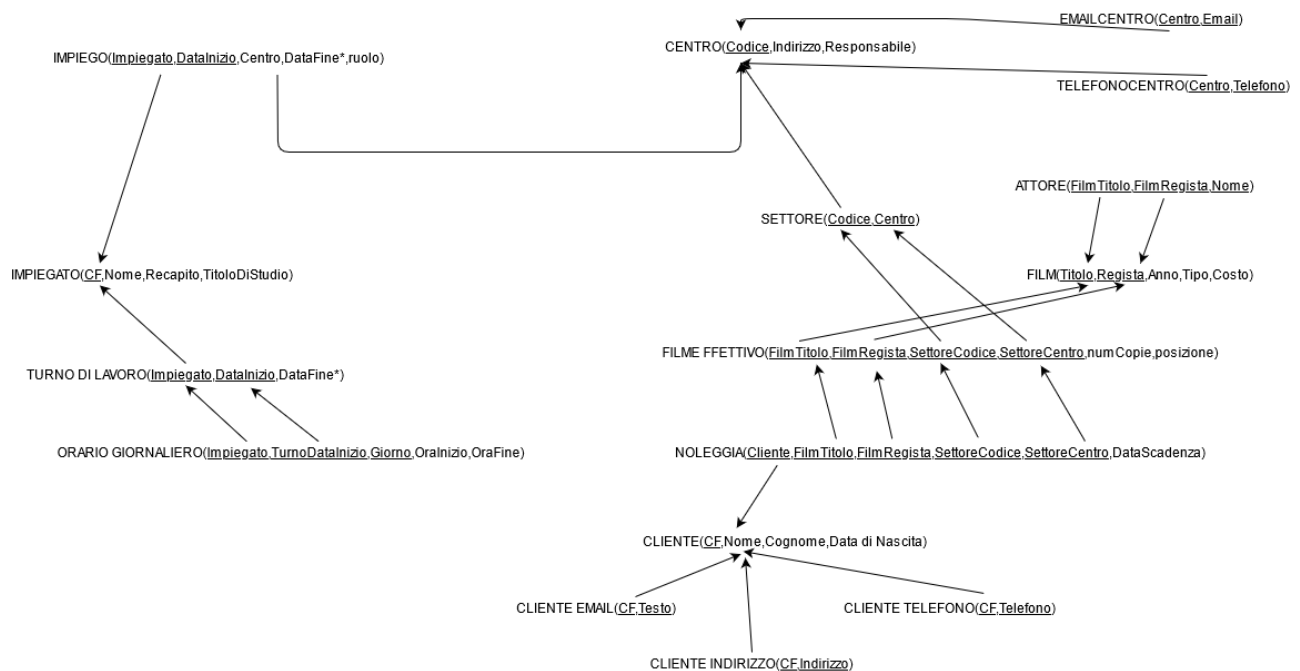 EMAILCENTRO(Centro,Email)
CENTRO(Codice,Indirizzo,Responsabile)
IMPIEGO(Impiegato,DataInizio,Centro,DataFine*,ruolo)
TELEFONOCENTRO(Centro,Telefono)
ATTORE(FilmTitolo,FilmRegista,Nome)
SETTORE(Codice,Centro)
IMPIEGATO(CF,Nome,Recapito,TitoloDiStudio)
FILM(Titolo,Regista,Anno,Tipo,Costo)
FILME FFETTIVO(FilmTitolo,FilmRegista,SettoreCodice,SettoreCentro,numCopie,posizione)
TURNO DI LAVORO(Impiegato,DataInizio,DataFine*)
ORARIO GIORNALIERO(Impiegato,TurnoDataInizio,Giorno,OraInizio,OraFine)
NOLEGGIA(Cliente,FilmTitolo,FilmRegista,SettoreCodice,SettoreCentro,DataScadenza)
CLIENTE(CF,Nome,Cognome,Data di Nascita)
CLIENTE EMAIL(CF,Testo)
CLIENTE TELEFONO(CF,Telefono)
CLIENTE INDIRIZZO(CF,Indirizzo)